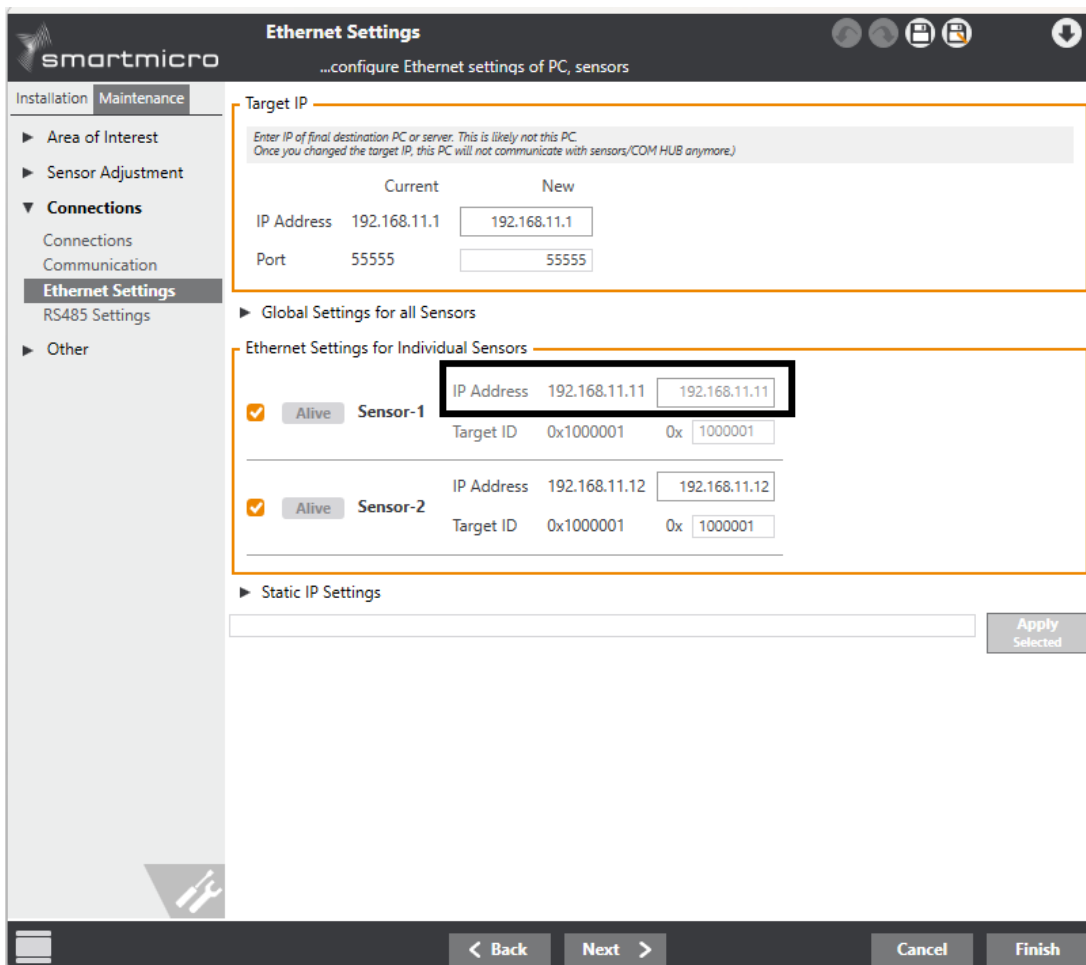 smartmicro
Ethernet Settings
...configure Ethernet settings of PC, sensors
Installation Maintenance
Area of Interest
Sensor Adjustment
Connections
Connections
Communication
Ethernet Settings
RS485 Settings
Other
Target IP
Enter IP of final destination PC or server. This is likely not this PC.
Once you changed the target IP, this PC will not communicate with sensors/COM HUB anymore.)
Current New
IP Address 192.168.11.1 192.168.11.1
Port 55555 55555
Global Settings for all Sensors
Ethernet Settings for Individual Sensors
Alive Sensor-1
IP Address 192.168.11.11 192.168.11.11
Target ID 0x1000001 0x 1000001
Alive Sensor-2
IP Address 192.168.11.12 192.168.11.12
Target ID 0x1000001 0x 1000001
Static IP Settings
Apply
Selected
Back Next Cancel Finish